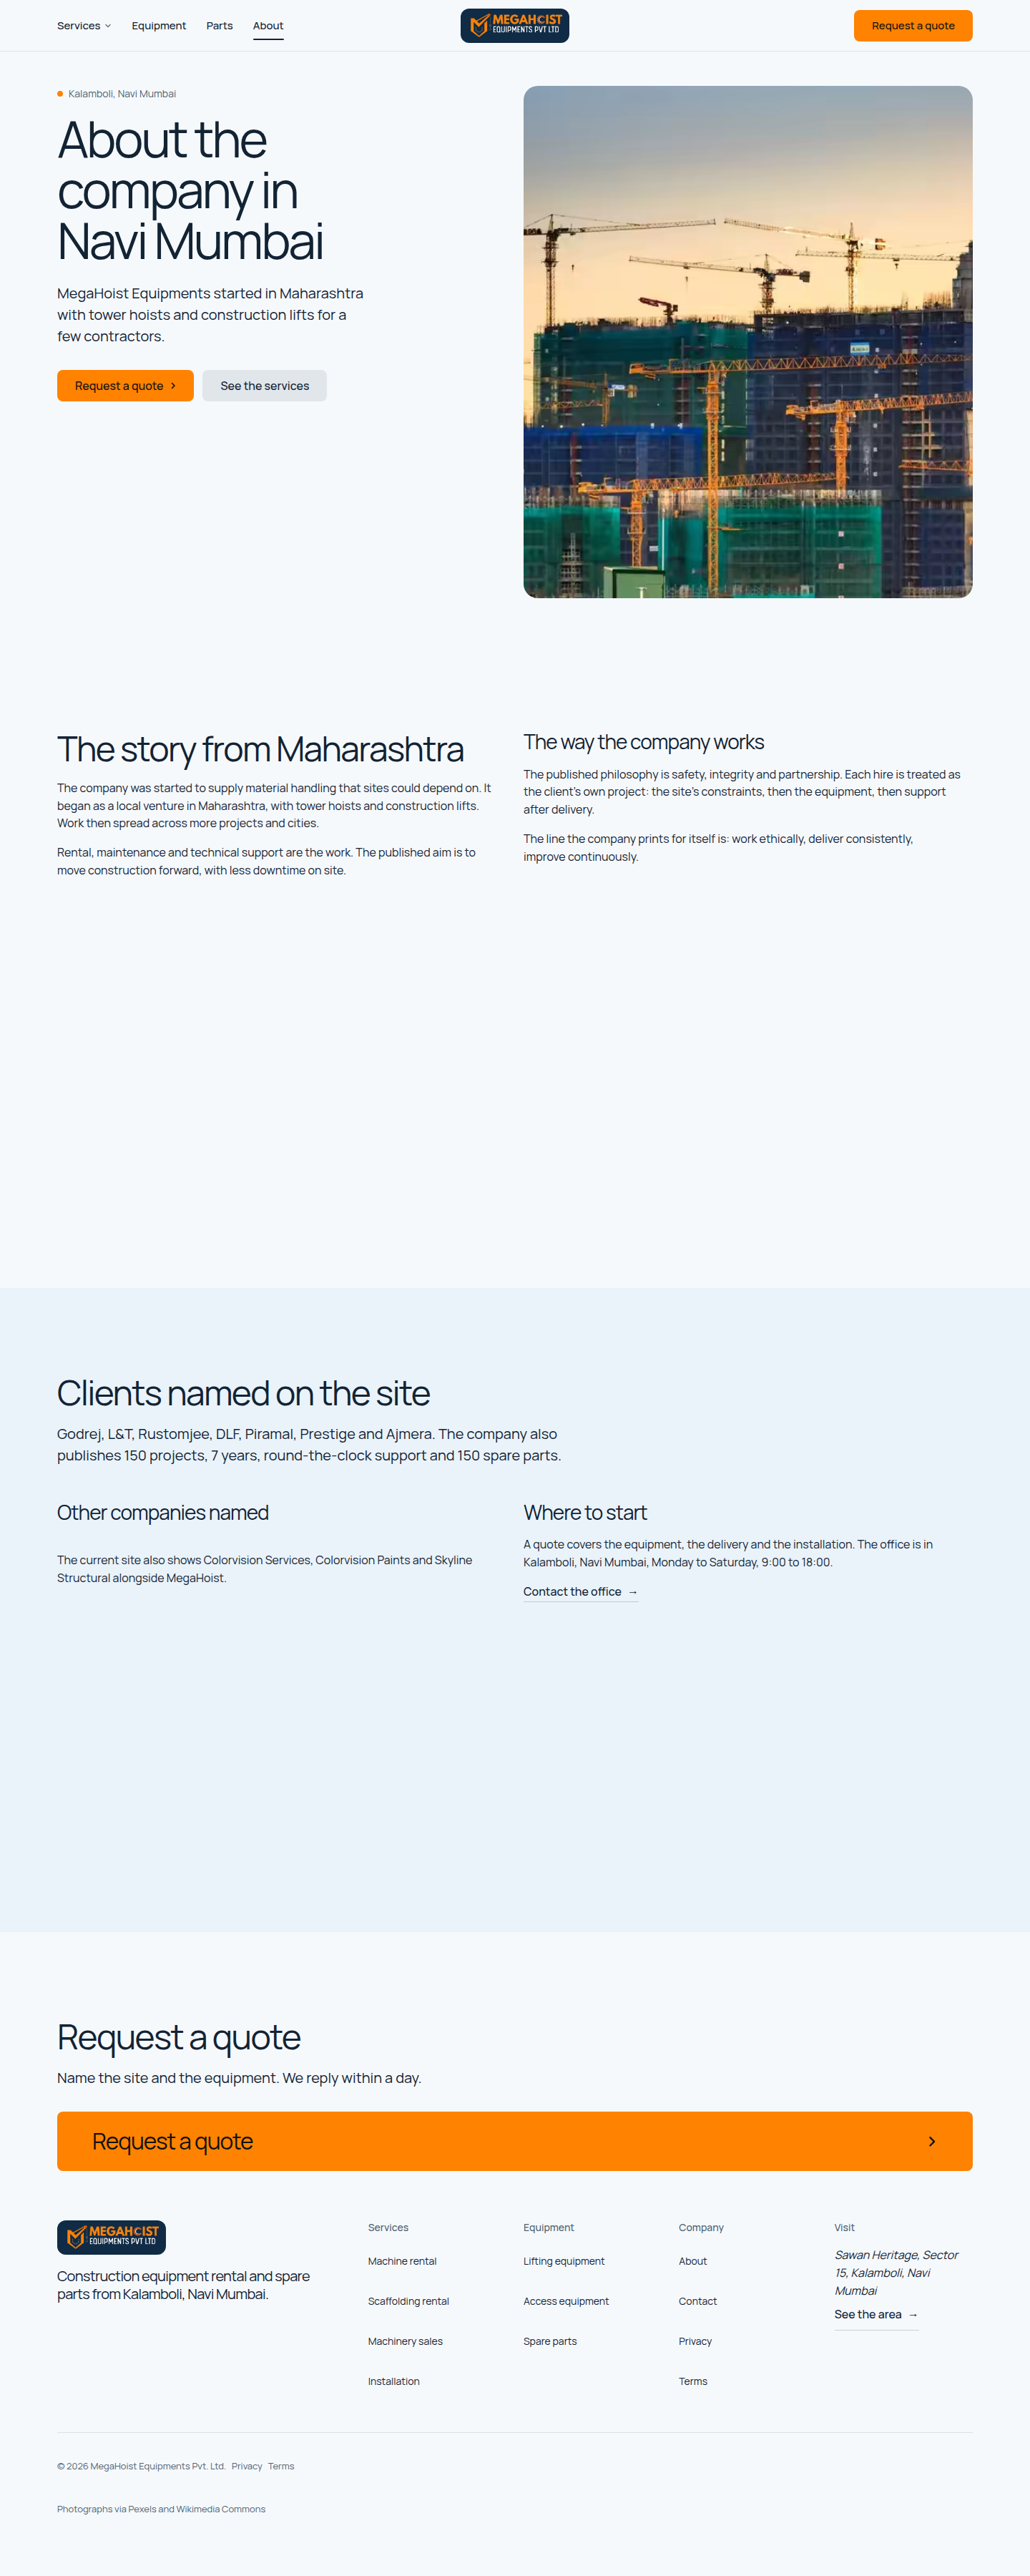 Services
Equipment
Parts
About
MEGAHOIST
EQUIPMENTS PVT LTD
Request a quote
Kalamboli, Navi Mumbai
About the
company in
Navi Mumbai
MegaHoist Equipments started in Maharashtra
with tower hoists and construction lifts for a
few contractors.
Request a quote
See the services
The story from Maharashtra
The company was started to supply material handling that sites could depend on. It
began as a local venture in Maharashtra, with tower hoists and construction lifts.
Work then spread across more projects and cities.
Rental, maintenance and technical support are the work. The published aim is to
move construction forward, with less downtime on site.
The way the company works
The published philosophy is safety, integrity and partnership. Each hire is treated as
the client's own project: the site's constraints, then the equipment, then support
after delivery.
The line the company prints for itself is: work ethically, deliver consistently,
improve continuously.
Clients named on the site
Godrej, L&T, Rustomjee, DLF, Piramal, Prestige and Ajmera. The company also
publishes 150 projects, 7 years, round-the-clock support and 150 spare parts.
Other companies named
The current site also shows Colorvision Services, Colorvision Paints and Skyline
Structural alongside MegaHoist.
Where to start
A quote covers the equipment, the delivery and the installation. The office is in
Kalamboli, Navi Mumbai, Monday to Saturday, 9:00 to 18:00.
Contact the office →
Request a quote
Name the site and the equipment. We reply within a day.
Request a quote
MEGAHOIST
EQUIPMENTS PVT LTD
Construction equipment rental and spare
parts from Kalamboli, Navi Mumbai.
Services
Machine rental
Scaffolding rental
Machinery sales
Installation
Equipment
Lifting equipment
Access equipment
Spare parts
Company
About
Contact
Privacy
Terms
Visit
Sawan Heritage, Sector
15, Kalamboli, Navi
Mumbai
See the area →
© 2026 MegaHoist Equipments Pvt. Ltd. Privacy Terms
Photographs via Pexels and Wikimedia Commons